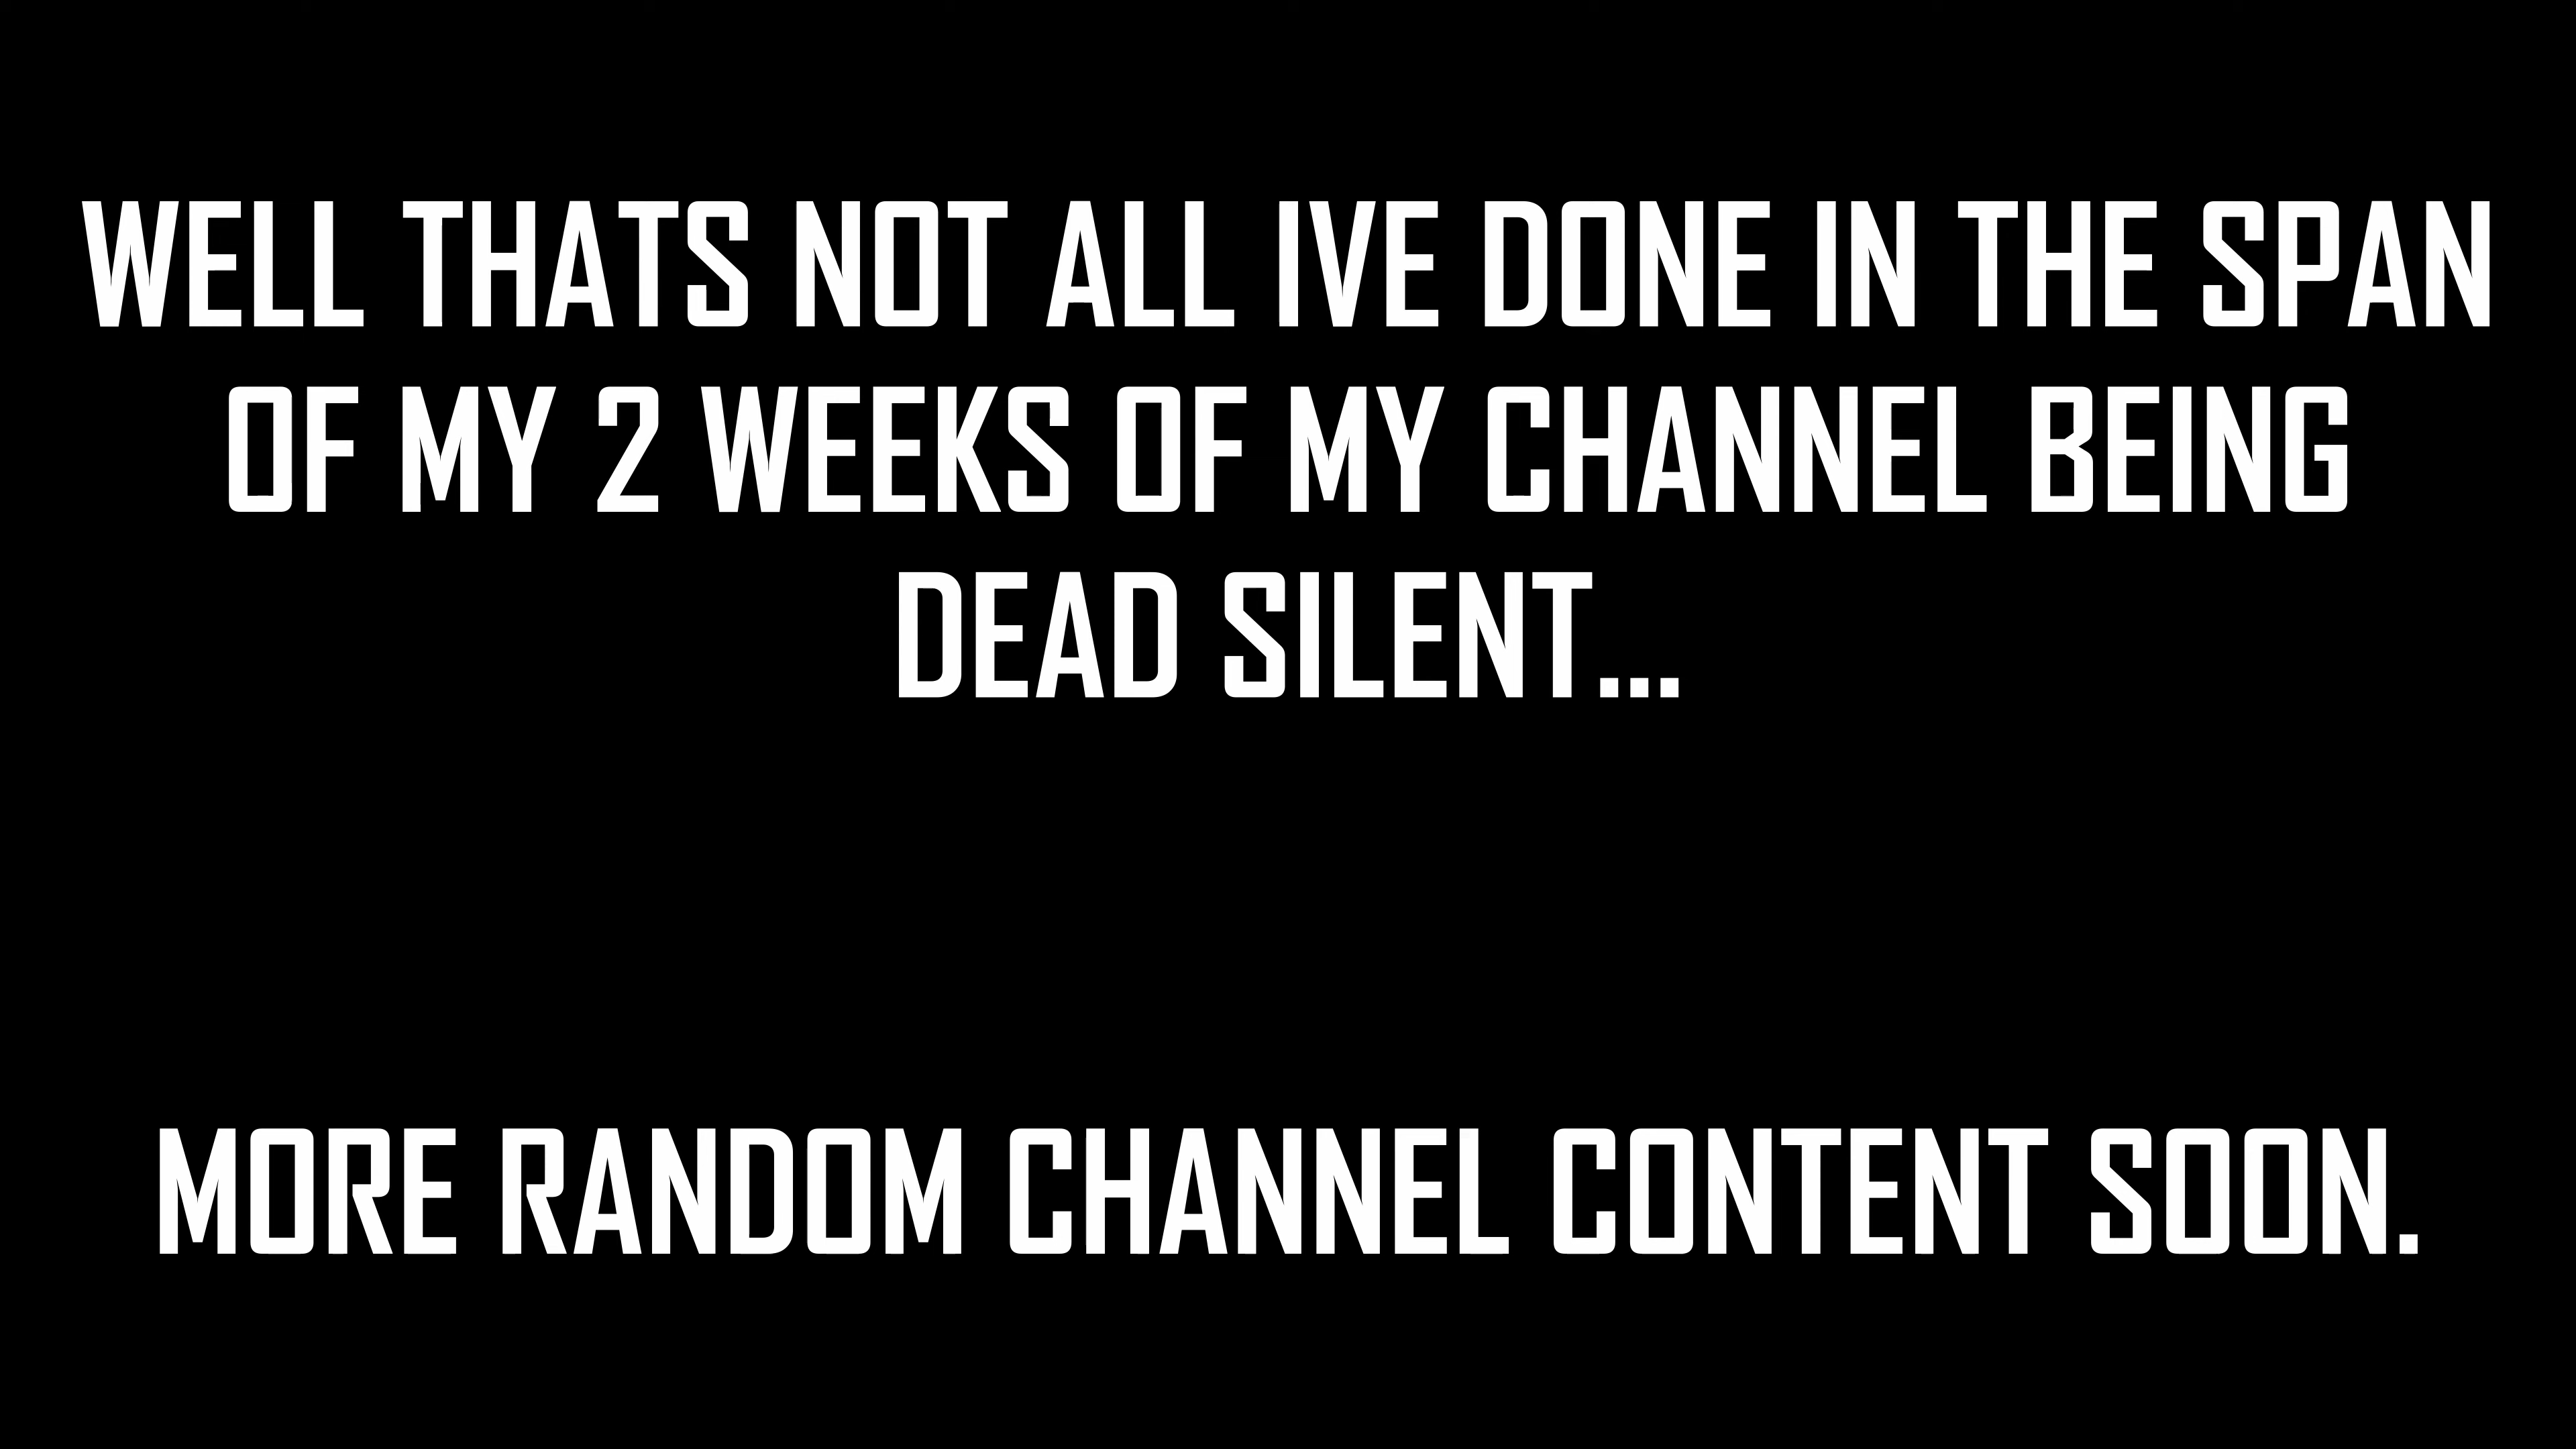 WELL THATS NOT ALL IVE DONE IN THE SPAN
OF MY 2 WEEKS OF MY CHANNEL BEING
DEAD SILENT...
MORE RANDOM CHANNEL CONTENT SOON.